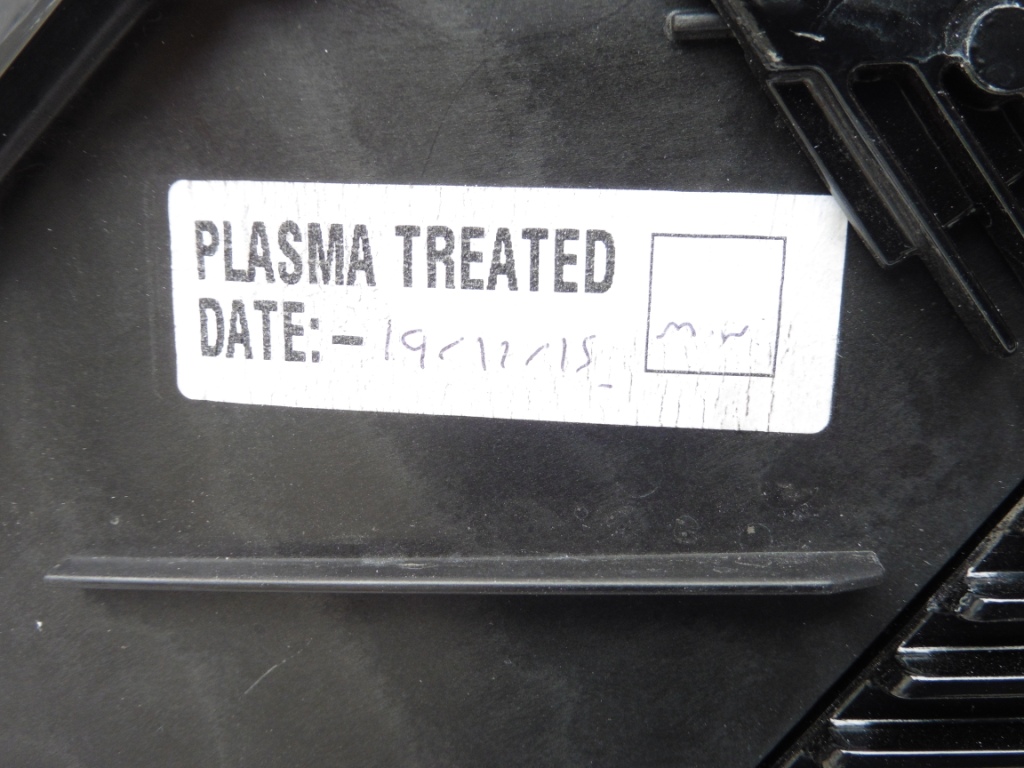 PLASMA TREATED
DATE:- 19/12/15